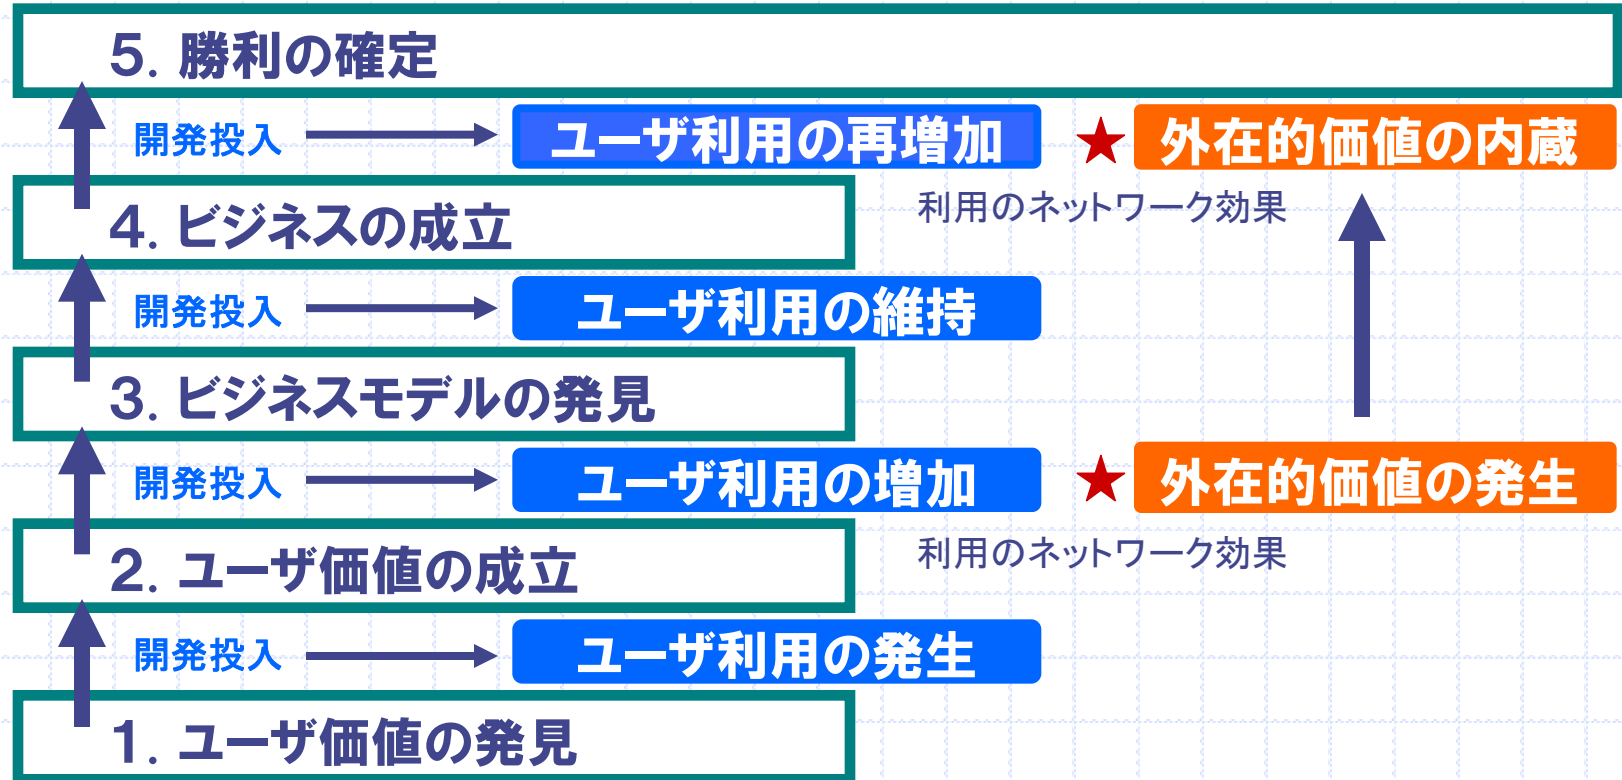 ５．勝利の確定
開発投入
ユーザ利用の再増加
★
外在的価値の内蔵
利用のネットワーク効果
４．ビジネスの成立
開発投入
ユーザ利用の維持
３．ビジネスモデルの発見
開発投入
ユーザ利用の増加
★
外在的価値の発生
利用のネットワーク効果
２．ユーザ価値の成立
開発投入
ユーザ利用の発生
１．ユーザ価値の発見